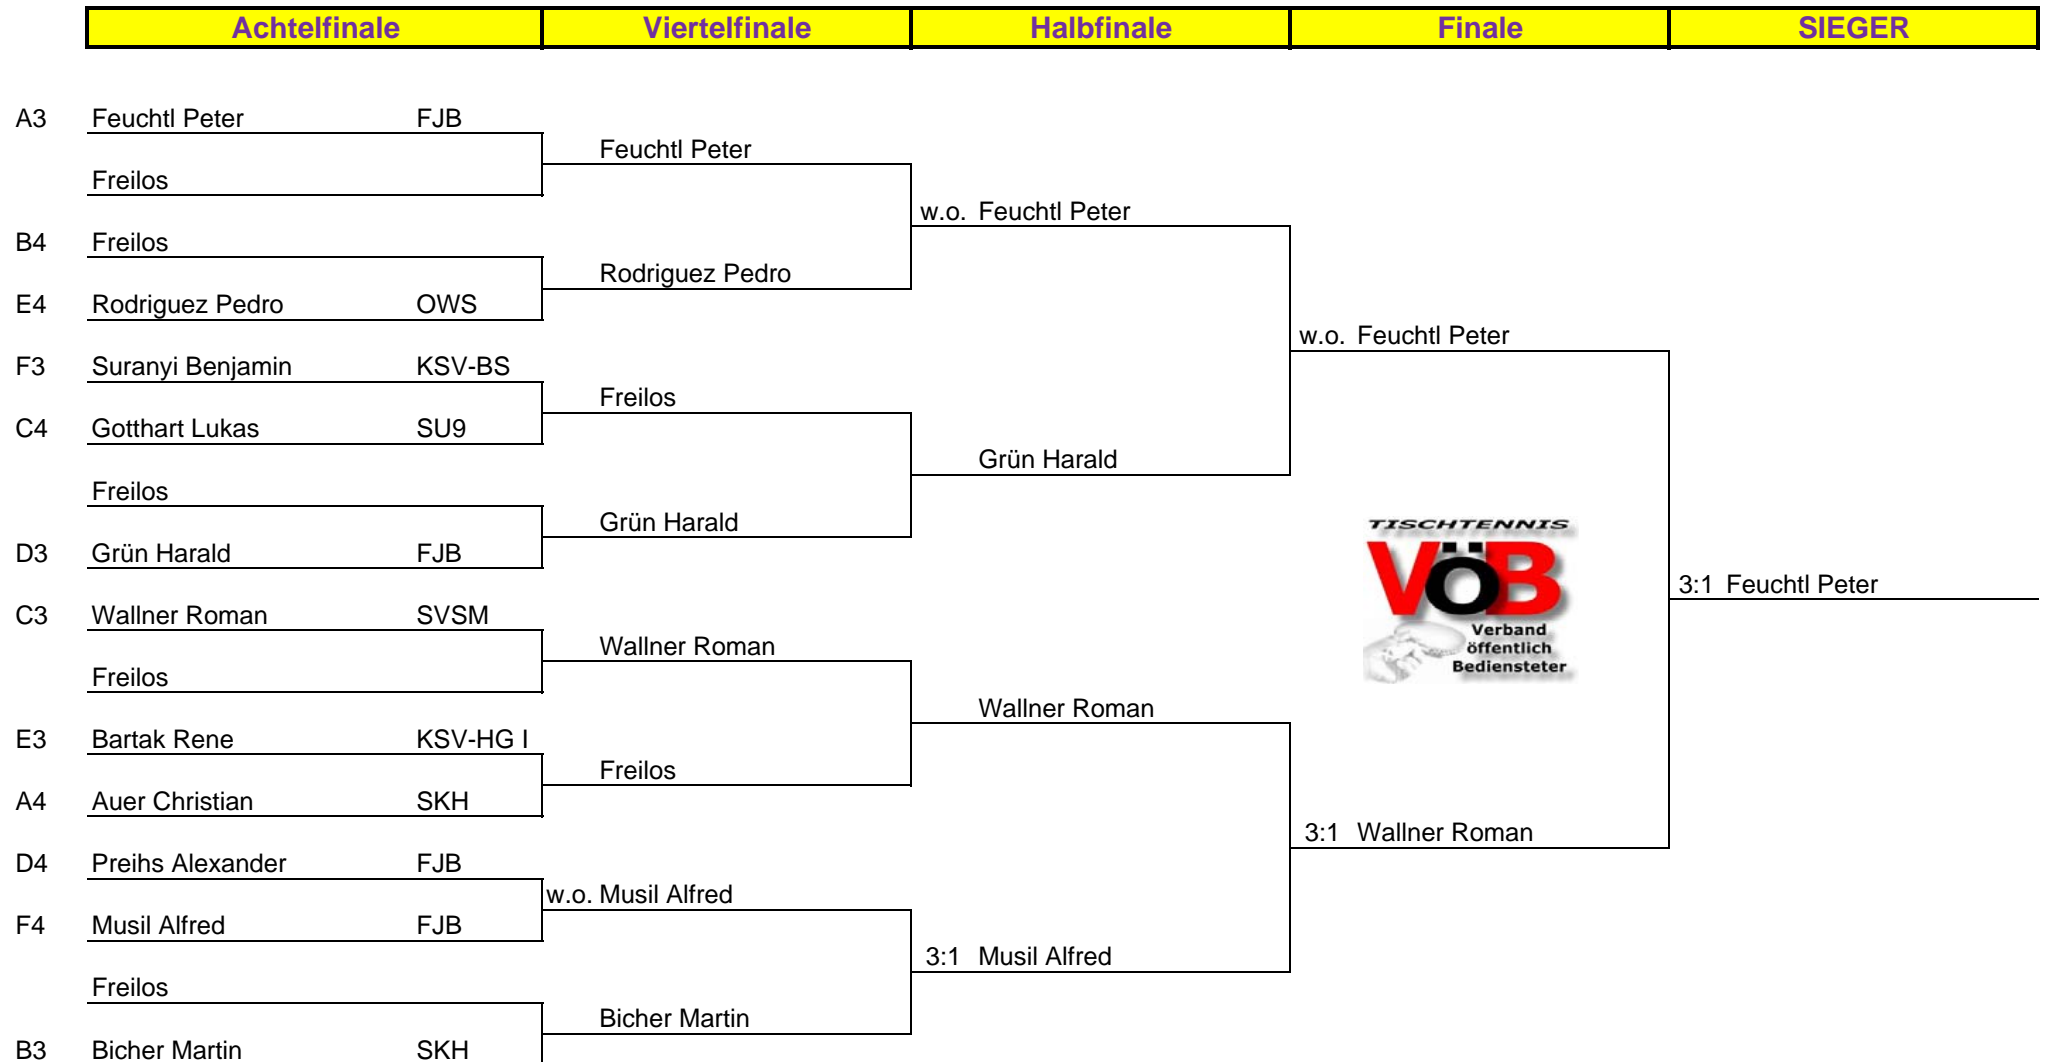 Achtelfinale Viertelfinale Halbfinale Finale SIEGER
A3 Feuchtl Peter FJB
Feuchtl Peter
Freilos
w.o. Feuchtl Peter
B4 Freilos
Rodriguez Pedro
E4 Rodriguez Pedro OWS
w.o. Feuchtl Peter
F3 Suranyi Benjamin KSV-BS
Freilos
C4 Gotthart Lukas SU9
Grün Harald
Freilos
Grün Harald
TISCHTENNIS
D3 Grün Harald FJB
VÖB
3:1 Feuchtl Peter
C3 Wallner Roman SVSM
Verband
Wallner Roman
öffentlich
Bediensteter
Freilos
Wallner Roman
E3 Bartak Rene KSV-HG I
Freilos
A4 Auer Christian SKH
3:1 Wallner Roman
D4 Preihs Alexander FJB
w.o. Musil Alfred
F4 Musil Alfred FJB
3:1 Musil Alfred
Freilos
Bicher Martin
B3 Bicher Martin SKH